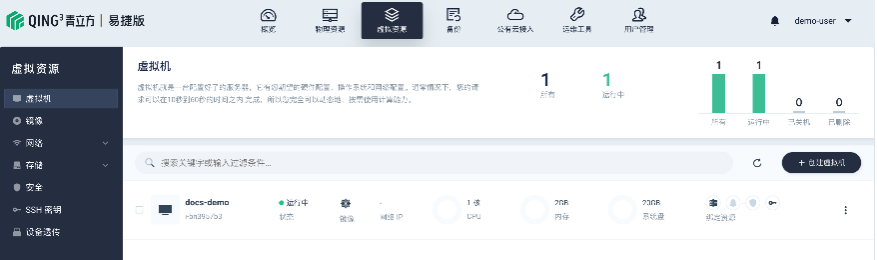 QING³ 青立方 | 易捷版
概览
物理资源
虚拟资源
备份
公有云接入
运维工具
用户管理
demo-user
虚拟资源
虚拟机
镜像
网络
存储
安全
SSH 密钥
设备透传
虚拟机
虚拟机就是一台配置好了的服务器，它有您期望的硬件配置、操作系统和网络配置。通常情况下，您的请
求可以在10秒到60秒的时间之内完成，所以您完全可以动态地、按需使用计算能力。
1
所有
1
运行中
1
所有
1
运行中
0
已关机
0
已删除
搜索关键字或输入过滤条件...
+ 创建虚拟机
docs-demo
运行中
状态
镜像
-
网络 IP
1 核
CPU
2GB
内存
20GB
系统盘
绑定资源